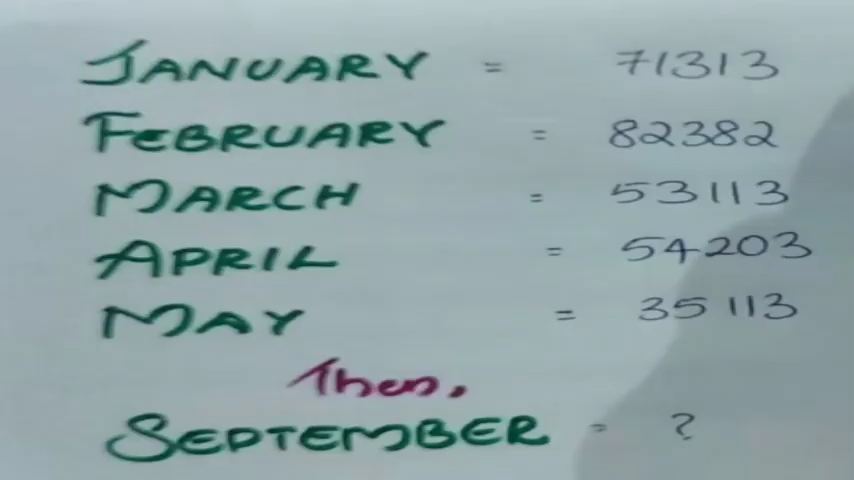 JANUARY = 71313
FEBRUARY = 82382
MARCH = 53113
APRIL = 54203
MAY = 35113
Then,
SEPTEMBER = ?